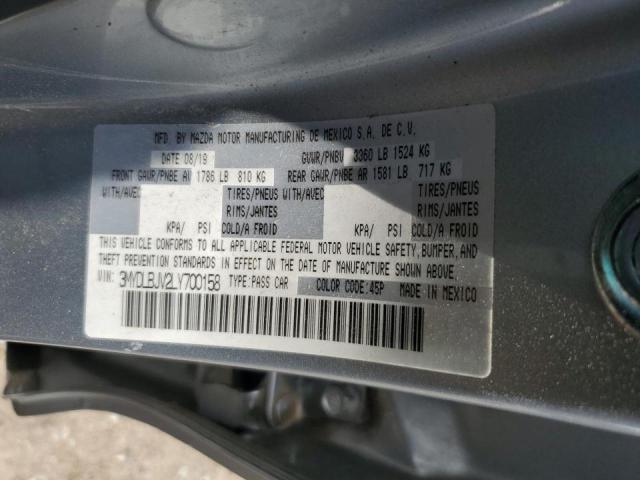 MFD. BY MAZDA MOTOR MANUFACTURING DE MEXICO S.A. DE C.V.
DATE 08/19 GVWR/PNBV 3360 LB 1524 KG
FRONT GAWR/PNBE AV 1786 LB 810 KG REAR GAWR/PNBE AR 1581 LB 717 KG
WITH/AVEC TIRES/PNEUS WITH/AVEC TIRES/PNEUS
RIMS/JANTES RIMS/JANTES
KPA/ PSI COLD/A FROID KPA/ PSI COLD/A FROID
THIS VEHICLE CONFORMS TO ALL APPLICABLE FEDERAL MOTOR VEHICLE SAFETY, BUMPER, AND
THEFT PREVENTION STANDARDS IN EFFECT ON THE DATE OF MANUFACTURE SHOWN ABOVE.
VIN: 3MYDLBJV2LY700158 TYPE: PASS CAR COLOR CODE: 45P MADE IN MEXICO